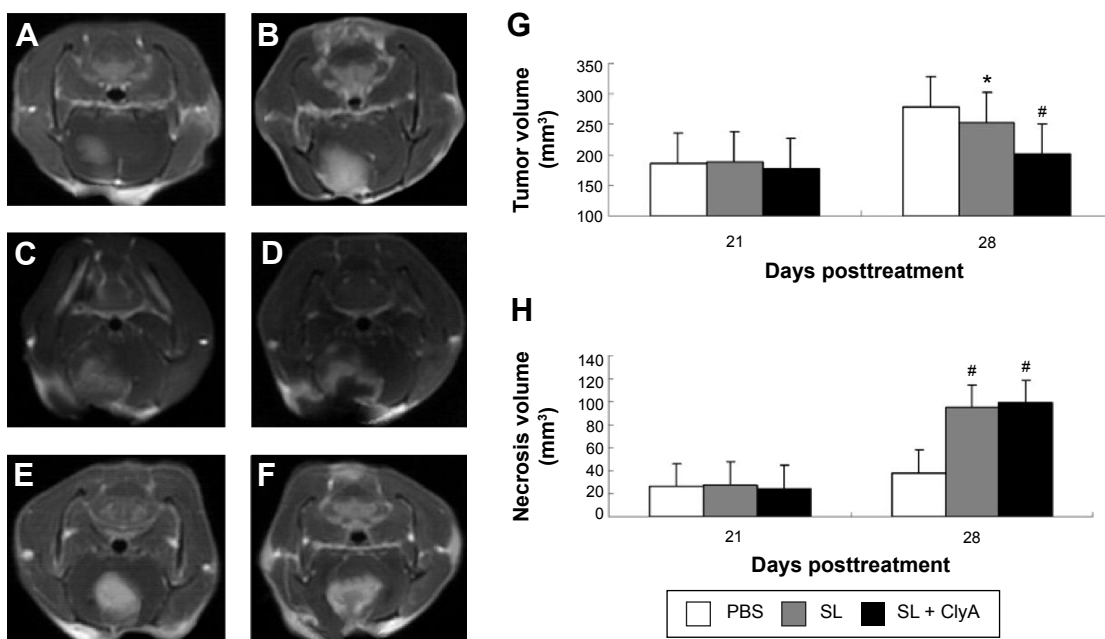 A
B
C
D
E
F
G
Tumor volume
(mm³)
350
300
250
200
150
100
*
#
21
28
Days posttreatment
H
Necrosis volume
(mm³)
140
120
100
80
60
40
20
0
#
#
21
28
Days posttreatment
PBS
SL
SL + ClyA